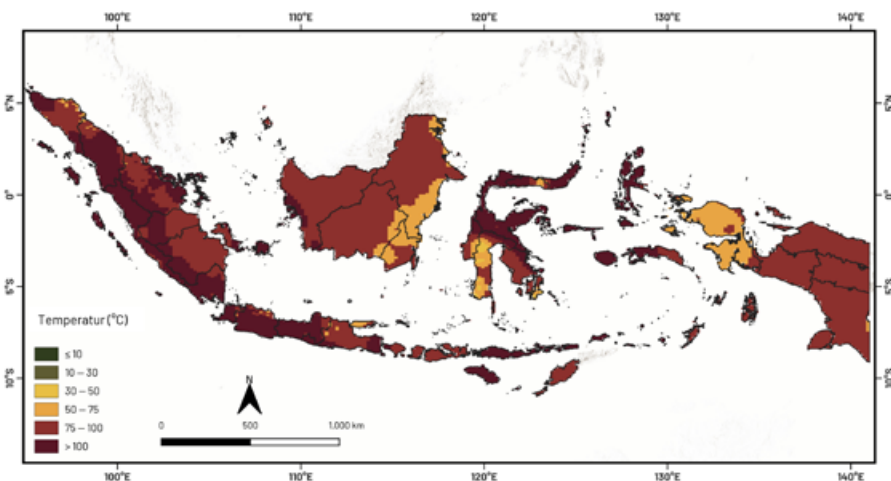 100°E 110°E 120°E 130°E 140°E
5°N 5°N
0° 0°
5°S 5°S
10°S 10°S
Temperatur (°C)
≤ 10
10 – 30
30 – 50
50 – 75
75 – 100
> 100
N
0 500 1,000 km
100°E 110°E 120°E 130°E 140°E